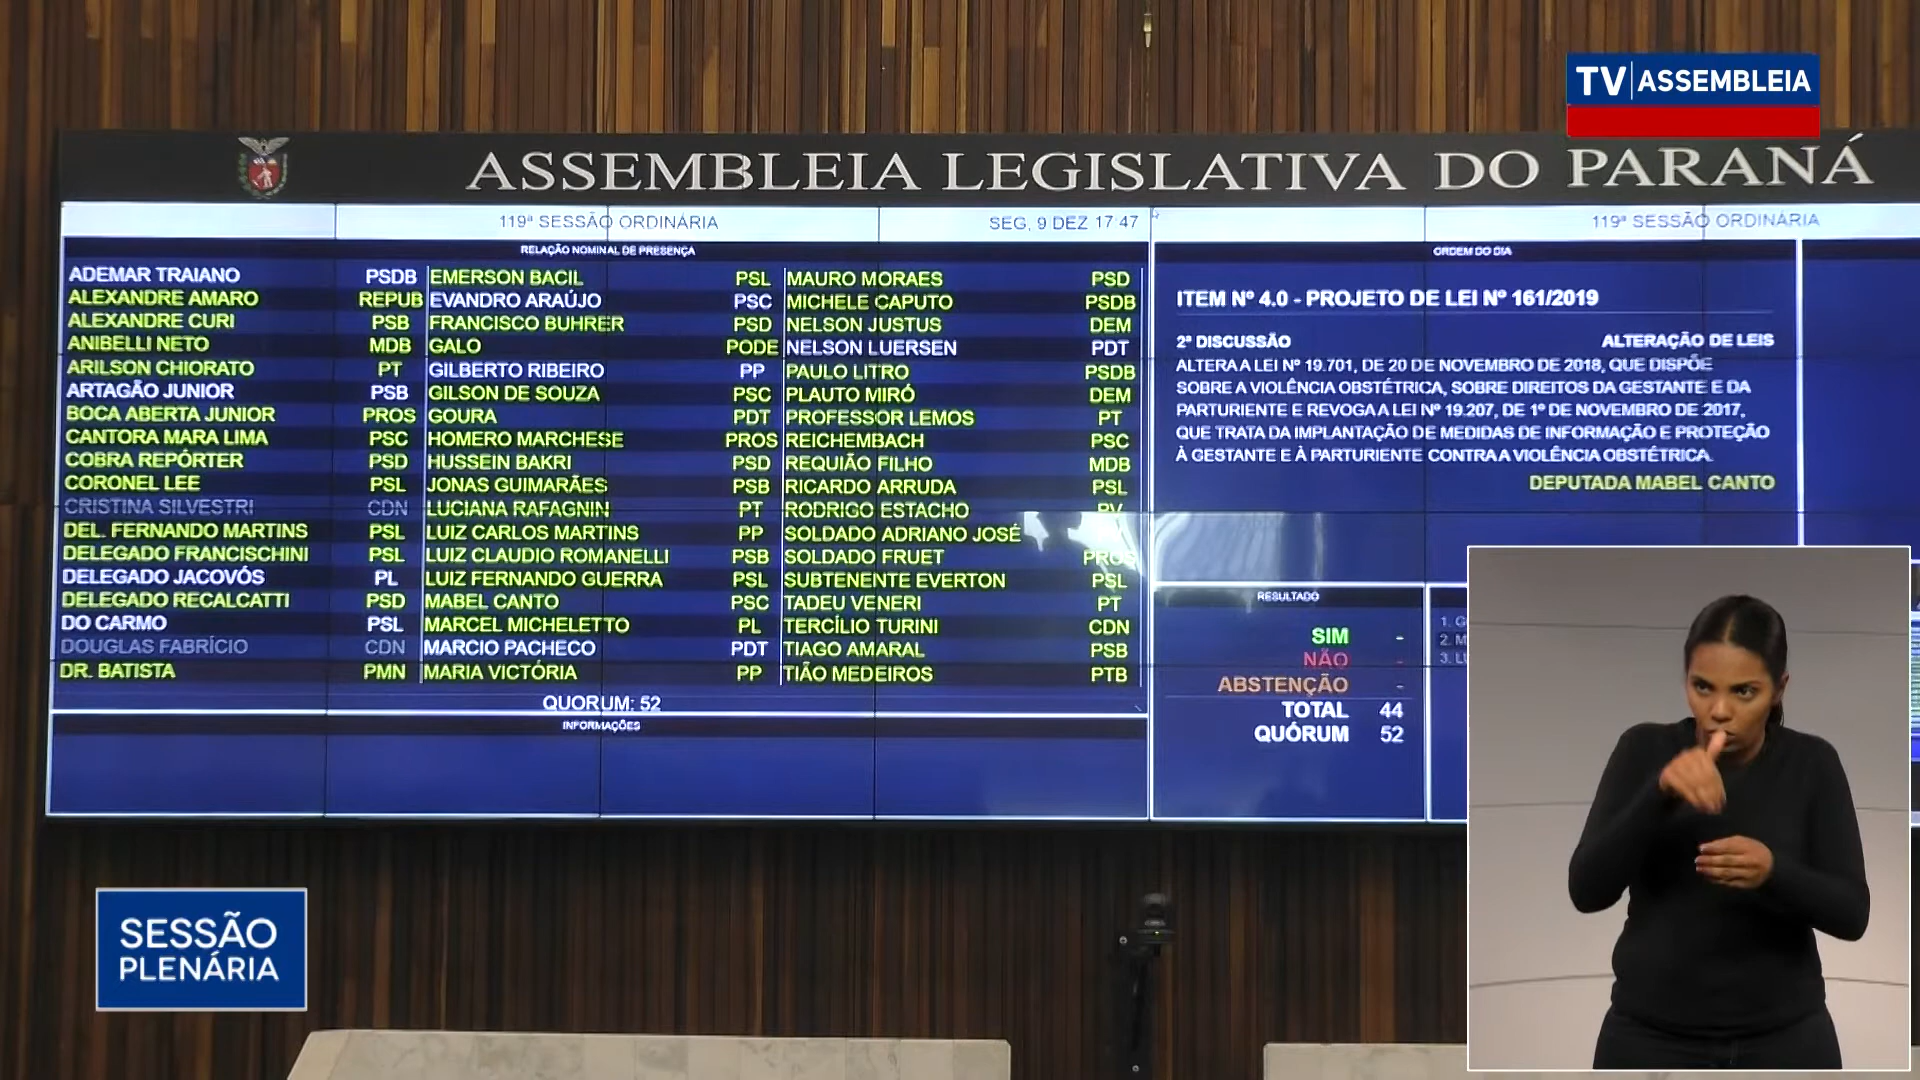 TV ASSEMBLEIA
ASSEMBLEIA LEGISLATIVA DO PARANÁ
119ª SESSÃO ORDINÁRIA SEG, 9 DEZ 17:47
RELAÇÃO NOMINAL DE PRESENÇA
ADEMAR TRAIANO PSDB EMERSON BACIL PSL MAURO MORAES PSD
ALEXANDRE AMARO REPUB EVANDRO ARAÚJO PSC MICHELE CAPUTO PSDB
ALEXANDRE CURI PSB FRANCISCO BUHRER PSD NELSON JUSTUS DEM
ANIBELLI NETO MDB GALO PODE NELSON LUERSEN PDT
ARILSON CHIORATO PT GILBERTO RIBEIRO PP PAULO LITRO PSDB
ARTAGÃO JUNIOR PSB GILSON DE SOUZA PSC PLAUTO MIRÓ DEM
BOCA ABERTA JUNIOR PROS GOURA PDT PROFESSOR LEMOS PT
CANTORA MARA LIMA PSC HOMERO MARCHESE PROS REICHEMBACH PSC
COBRA REPÓRTER PSD HUSSEIN BAKRI PSD REQUIÃO FILHO MDB
CORONEL LEE PSL JONAS GUIMARÃES PSB RICARDO ARRUDA PSL
CRISTINA SILVESTRI CDN LUCIANA RAFAGNIN PT RODRIGO ESTACHO PV
DEL. FERNANDO MARTINS PSL LUIZ CARLOS MARTINS PP SOLDADO ADRIANO JOSÉ
DELEGADO FRANCISCHINI PSL LUIZ CLAUDIO ROMANELLI PSB SOLDADO FRUET PROS
DELEGADO JACOVÓS PL LUIZ FERNANDO GUERRA PSL SUBTENENTE EVERTON PSL
DELEGADO RECALCATTI PSD MABEL CANTO PSC TADEU VENERI PT
DO CARMO PSL MARCEL MICHELETTO PL TERCÍLIO TURINI CDN
DOUGLAS FABRÍCIO CDN MARCIO PACHECO PDT TIAGO AMARAL PSB
DR. BATISTA PMN MARIA VICTÓRIA PP TIÃO MEDEIROS PTB
QUORUM: 52
INFORMAÇÕES
119ª SESSÃO ORDINÁRIA
ORDEM DO DIA
ITEM Nº 4.0 - PROJETO DE LEI Nº 161/2019
2ª DISCUSSÃO ALTERAÇÃO DE LEIS
ALTERA A LEI Nº 19.701, DE 20 DE NOVEMBRO DE 2018, QUE DISPÕE
SOBRE A VIOLÊNCIA OBSTÉTRICA, SOBRE DIREITOS DA GESTANTE E DA
PARTURIENTE E REVOGA A LEI Nº 19.207, DE 1º DE NOVEMBRO DE 2017,
QUE TRATA DA IMPLANTAÇÃO DE MEDIDAS DE INFORMAÇÃO E PROTEÇÃO
À GESTANTE E À PARTURIENTE CONTRA A VIOLÊNCIA OBSTÉTRICA.
DEPUTADA MABEL CANTO
RESULTADO
SIM -
NÃO -
ABSTENÇÃO -
TOTAL 44
QUÓRUM 52
1. G
2. M
3. LU
SESSÃO
PLENÁRIA